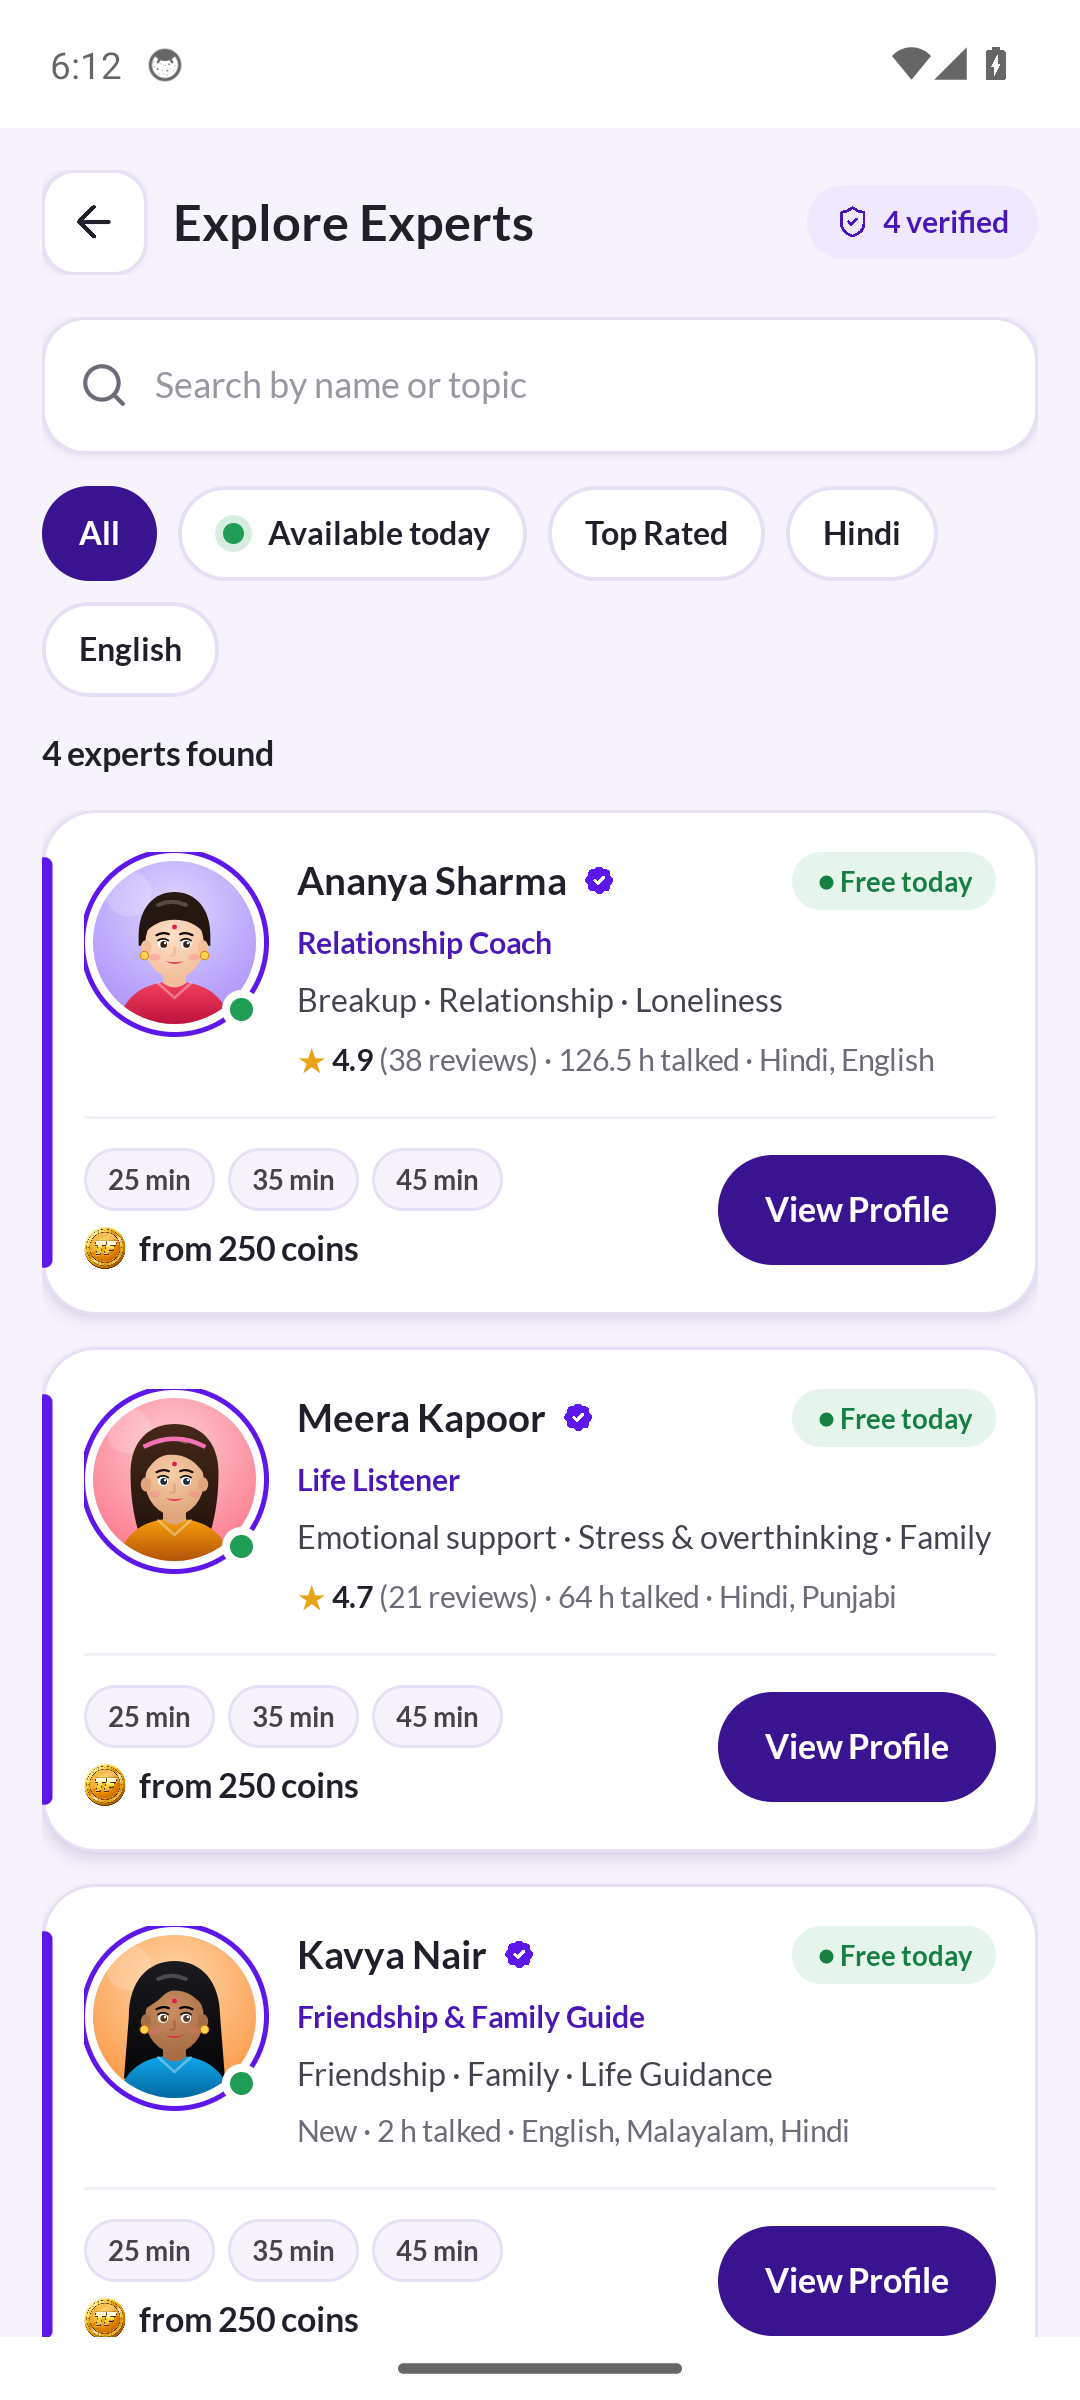 6:12
Explore Experts
4 verified
Search by name or topic
All
Available today
Top Rated
Hindi
English
4 experts found
Ananya Sharma
Free today
Relationship Coach
Breakup · Relationship · Loneliness
★ 4.9 (38 reviews) · 126.5 h talked · Hindi, English
25 min
35 min
45 min
from 250 coins
View Profile
Meera Kapoor
Free today
Life Listener
Emotional support · Stress & overthinking · Family
★ 4.7 (21 reviews) · 64 h talked · Hindi, Punjabi
25 min
35 min
45 min
from 250 coins
View Profile
Kavya Nair
Free today
Friendship & Family Guide
Friendship · Family · Life Guidance
New · 2 h talked · English, Malayalam, Hindi
25 min
35 min
45 min
from 250 coins
View Profile